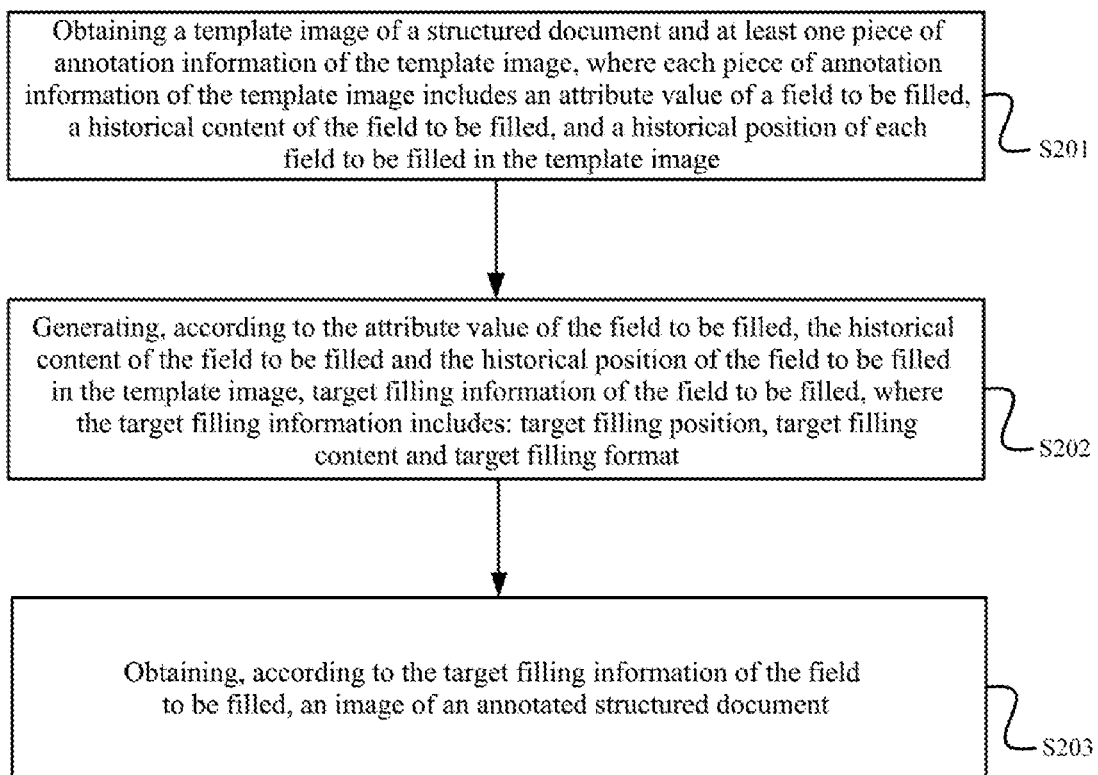 Obtaining a template image of a structured document and at least one piece of
annotation information of the template image, where each piece of annotation
information of the template image includes an attribute value of a field to be filled,
a historical content of the field to be filled, and a historical position of each
field to be filled in the template image
S201
Generating, according to the attribute value of the field to be filled, the historical
content of the field to be filled and the historical position of the field to be filled
in the template image, target filling information of the field to be filled, where
the target filling information includes: target filling position, target filling
content and target filling format
S202
Obtaining, according to the target filling information of the field
to be filled, an image of an annotated structured document
S203